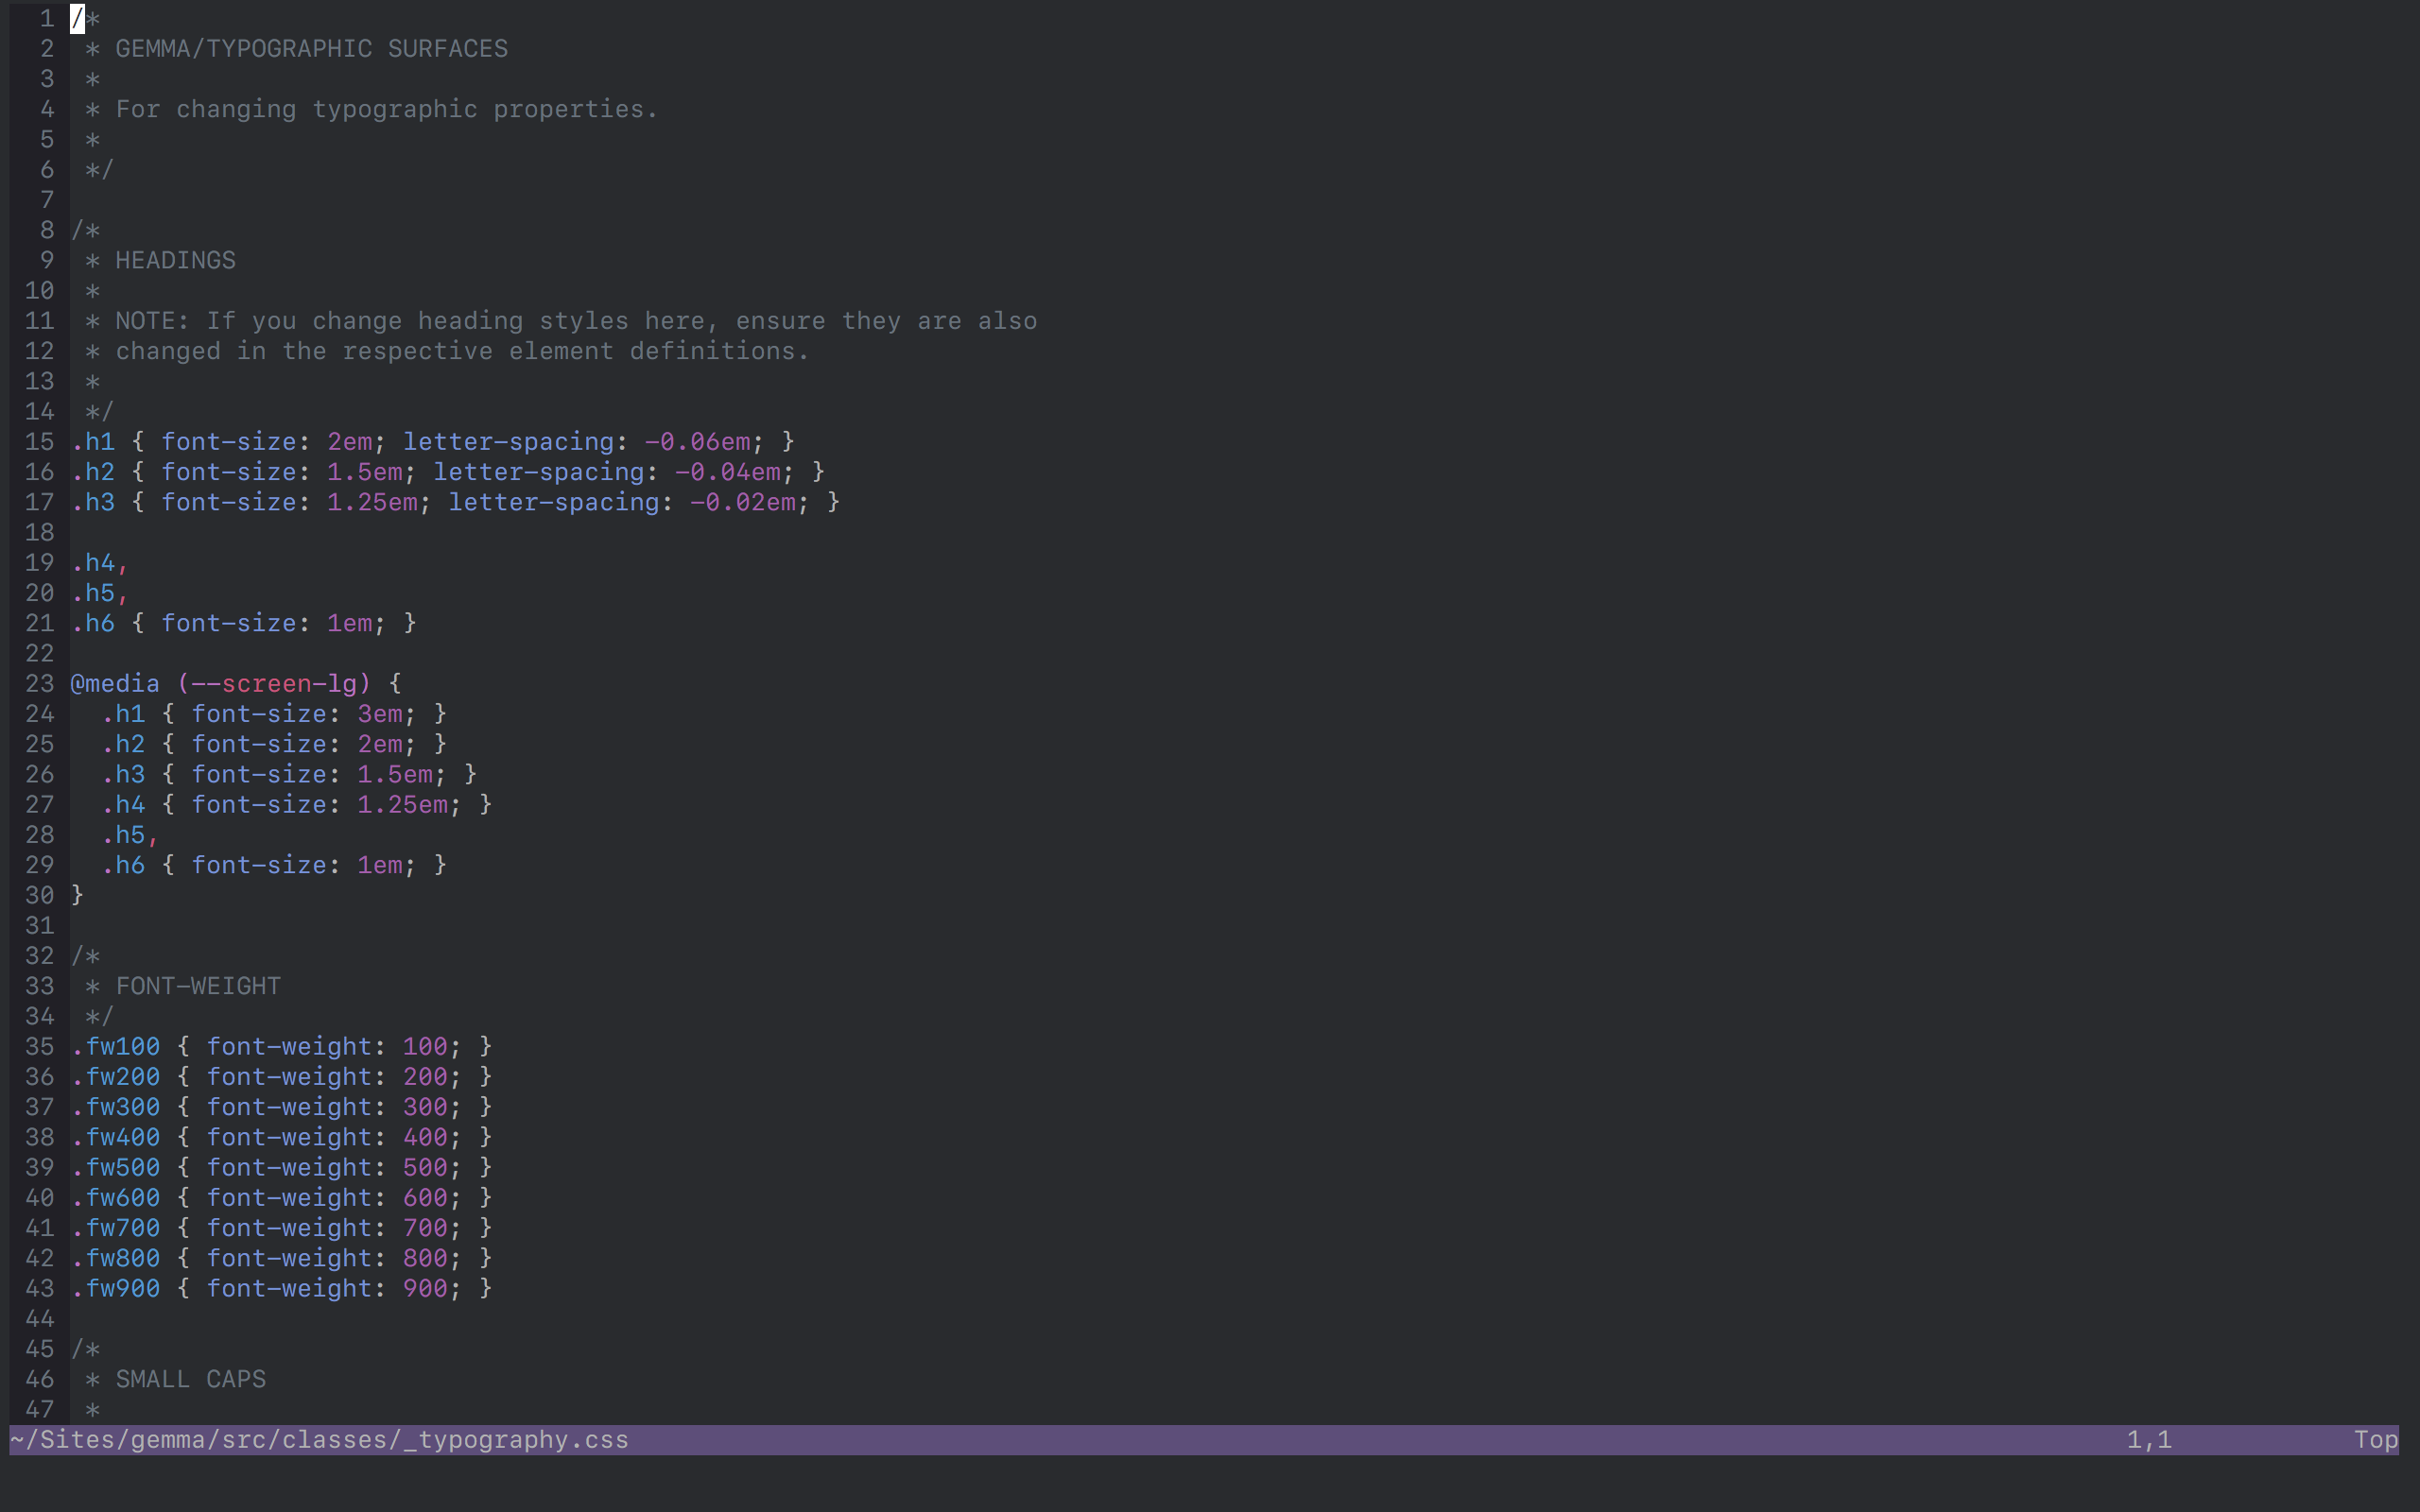 1 /*
2  * GEMMA/TYPOGRAPHIC SURFACES
3  *
4  * For changing typographic properties.
5  *
6  */
7
8 /*
9  * HEADINGS
10  *
11  * NOTE: If you change heading styles here, ensure they are also
12  * changed in the respective element definitions.
13  *
14  */
15 .h1 { font-size: 2em; letter-spacing: -0.06em; }
16 .h2 { font-size: 1.5em; letter-spacing: -0.04em; }
17 .h3 { font-size: 1.25em; letter-spacing: -0.02em; }
18
19 .h4,
20 .h5,
21 .h6 { font-size: 1em; }
22
23 @media (--screen-lg) {
24   .h1 { font-size: 3em; }
25   .h2 { font-size: 2em; }
26   .h3 { font-size: 1.5em; }
27   .h4 { font-size: 1.25em; }
28   .h5,
29   .h6 { font-size: 1em; }
30 }
31
32 /*
33  * FONT-WEIGHT
34  */
35 .fw100 { font-weight: 100; }
36 .fw200 { font-weight: 200; }
37 .fw300 { font-weight: 300; }
38 .fw400 { font-weight: 400; }
39 .fw500 { font-weight: 500; }
40 .fw600 { font-weight: 600; }
41 .fw700 { font-weight: 700; }
42 .fw800 { font-weight: 800; }
43 .fw900 { font-weight: 900; }
44
45 /*
46  * SMALL CAPS
47  *
~/Sites/gemma/src/classes/_typography.css 1,1 Top